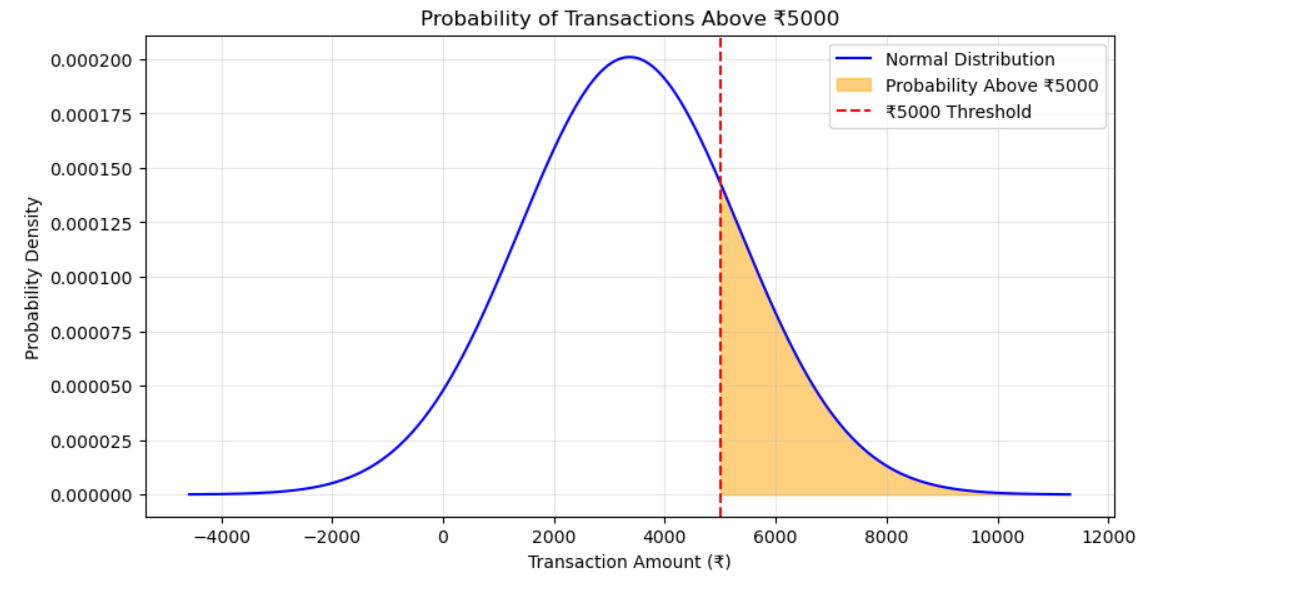 Probability of Transactions Above ₹5000
Normal Distribution
Probability Above ₹5000
₹5000 Threshold
Probability Density
0.000200
0.000175
0.000150
0.000125
0.000100
0.000075
0.000050
0.000025
0.000000
−4000 −2000 0 2000 4000 6000 8000 10000 12000
Transaction Amount (₹)